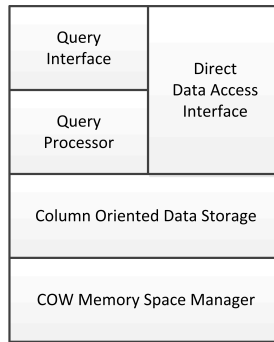 Query
Interface
Direct
Data Access
Interface
Query
Processor
Column Oriented Data Storage
COW Memory Space Manager